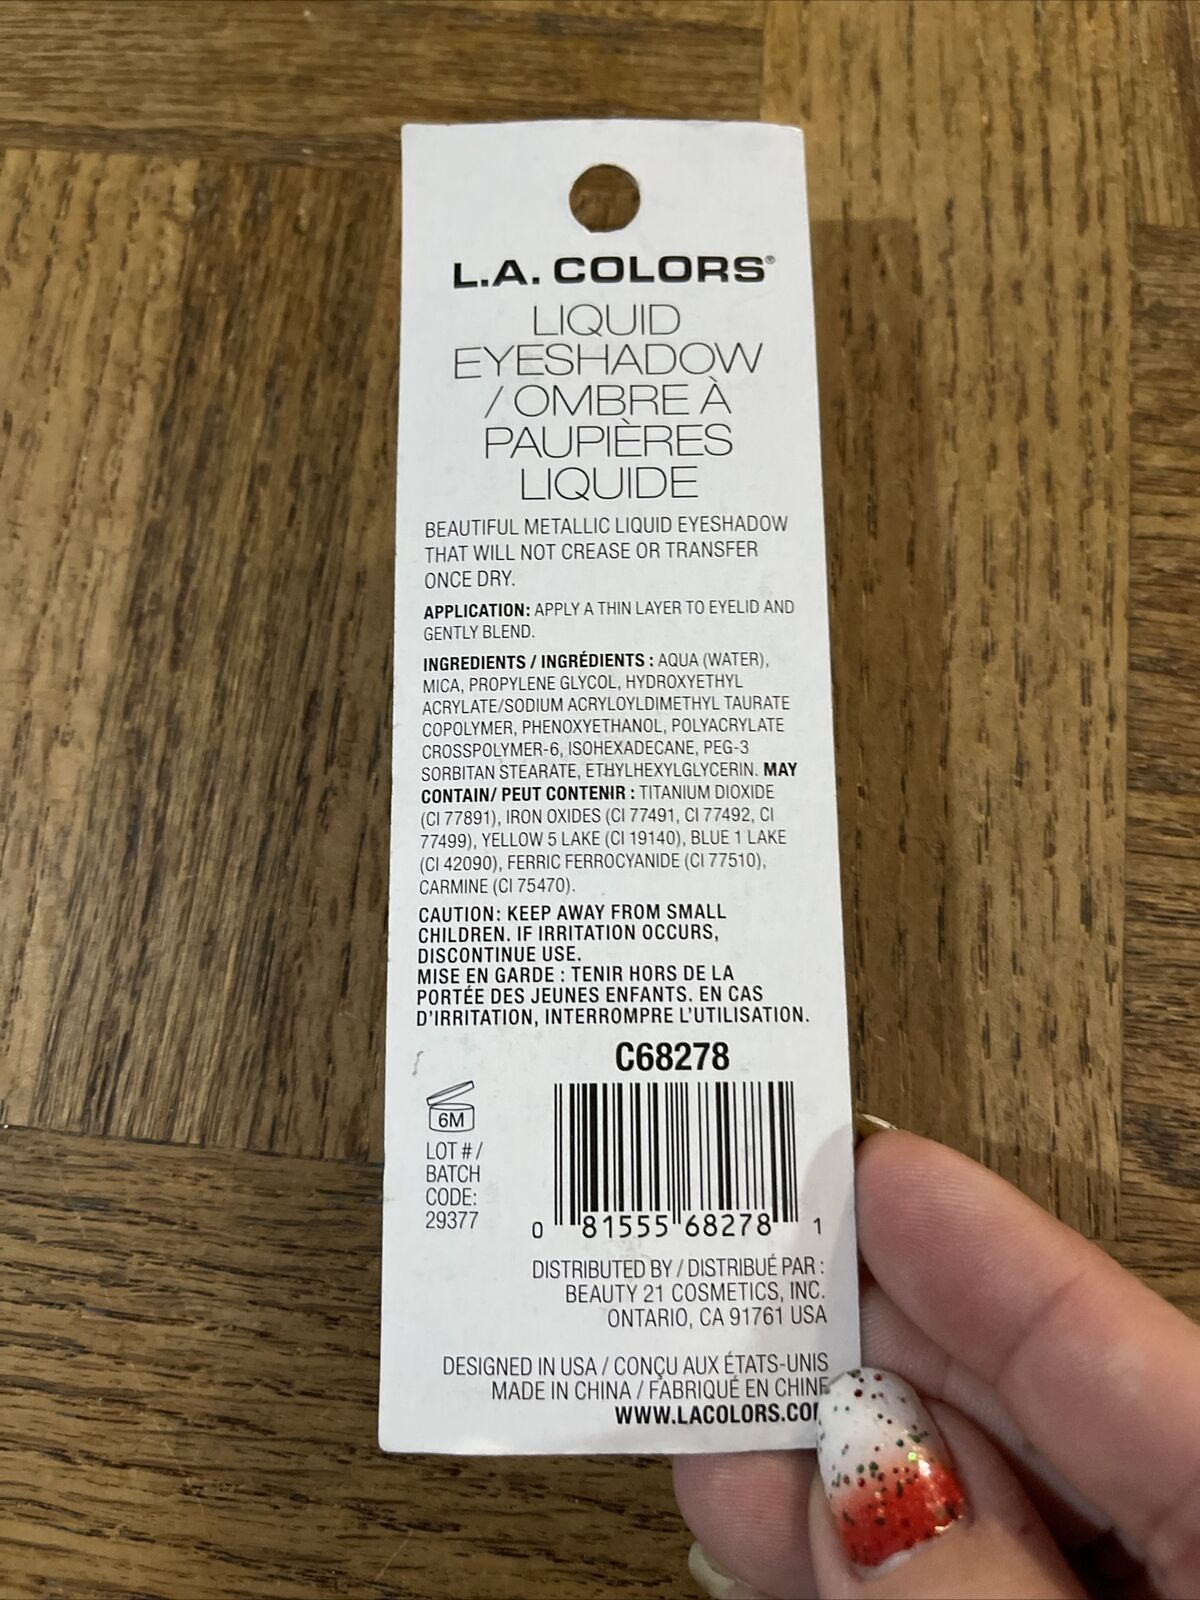 L.A. COLORS®
LIQUID
EYESHADOW
/ OMBRE À
PAUPIÈRES
LIQUIDE
BEAUTIFUL METALLIC LIQUID EYESHADOW
THAT WILL NOT CREASE OR TRANSFER
ONCE DRY.
APPLICATION: APPLY A THIN LAYER TO EYELID AND
GENTLY BLEND.
INGREDIENTS / INGRÉDIENTS : AQUA (WATER),
MICA, PROPYLENE GLYCOL, HYDROXYETHYL
ACRYLATE/SODIUM ACRYLOYLDIMETHYL TAURATE
COPOLYMER, PHENOXYETHANOL, POLYACRYLATE
CROSSPOLYMER-6, ISOHEXADECANE, PEG-3
SORBITAN STEARATE, ETHYLHEXYLGLYCERIN. MAY
CONTAIN/ PEUT CONTENIR : TITANIUM DIOXIDE
(CI 77891), IRON OXIDES (CI 77491, CI 77492, CI
77499), YELLOW 5 LAKE (CI 19140), BLUE 1 LAKE
(CI 42090), FERRIC FERROCYANIDE (CI 77510),
CARMINE (CI 75470).
CAUTION: KEEP AWAY FROM SMALL
CHILDREN. IF IRRITATION OCCURS,
DISCONTINUE USE.
MISE EN GARDE : TENIR HORS DE LA
PORTÉE DES JEUNES ENFANTS. EN CAS
D'IRRITATION, INTERROMPRE L'UTILISATION.
C68278
6M
LOT # /
BATCH
CODE:
29377
0 81555 68278 1
DISTRIBUTED BY / DISTRIBUÉ PAR :
BEAUTY 21 COSMETICS, INC.
ONTARIO, CA 91761 USA
DESIGNED IN USA / CONÇU AUX ÉTATS-UNIS
MADE IN CHINA / FABRIQUÉ EN CHINE
WWW.LACOLORS.CO